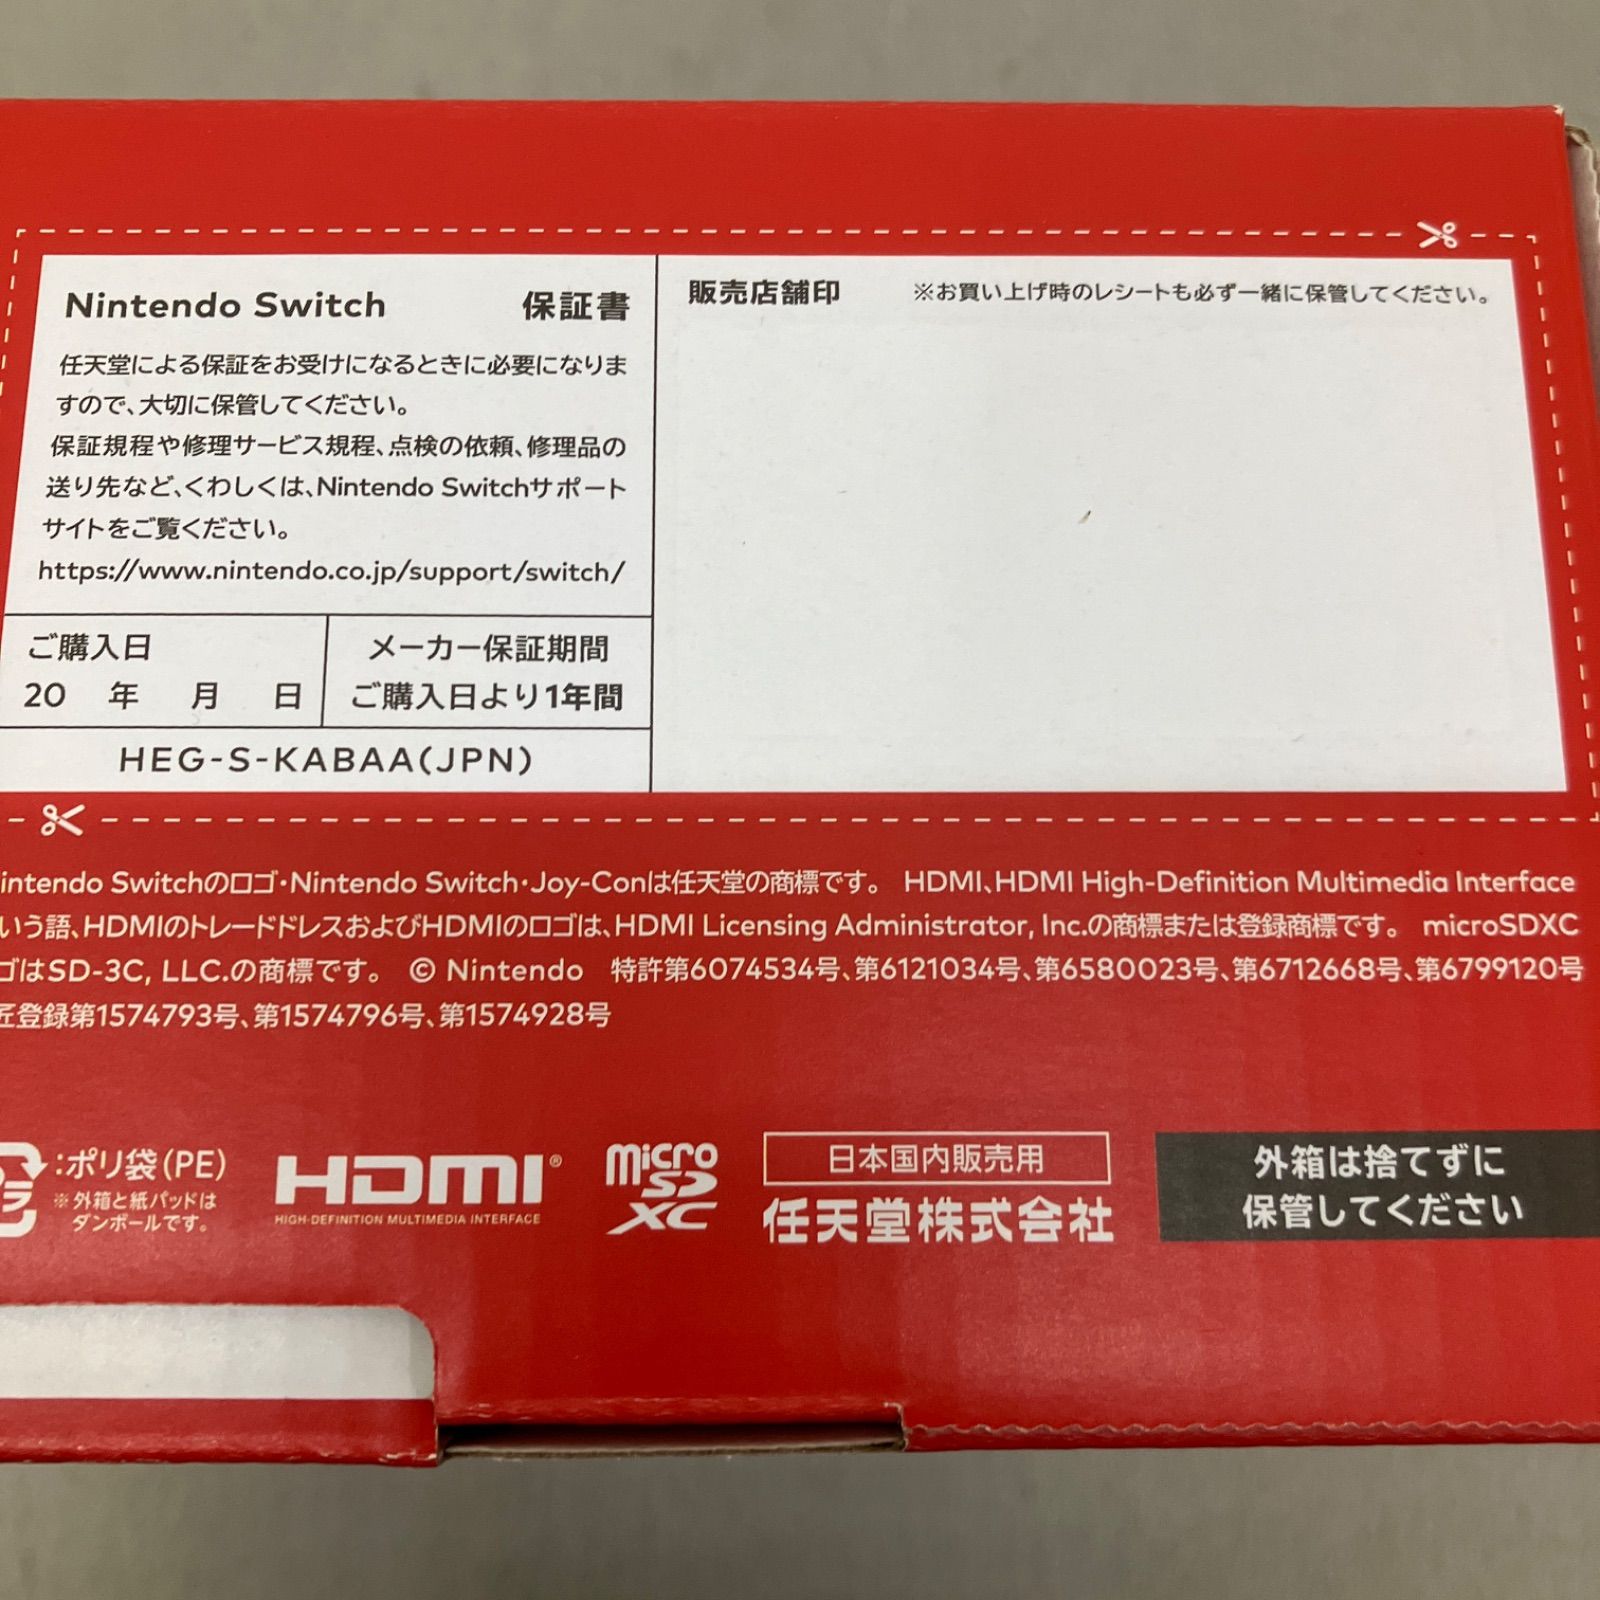 Nintendo Switch 保証書
任天堂による保証をお受けになるときに必要になりま
すので、大切に保管してください。
保証規程や修理サービス規程、点検の依頼、修理品の
送り先など、くわしくは、Nintendo Switchサポート
サイトをご覧ください。
https://www.nintendo.co.jp/support/switch/
ご購入日
20 年 月 日
メーカー保証期間
ご購入日より1年間
HEG-S-KABAA(JPN)
販売店舗印 ※お買い上げ時のレシートも必ず一緒に保管してください。
intendo Switchのロゴ・Nintendo Switch・Joy-Conは任天堂の商標です。 HDMI、HDMI High-Definition Multimedia Interface
いう語、HDMIのトレードドレスおよびHDMIのロゴは、HDMI Licensing Administrator, Inc.の商標または登録商標です。 microSDXC
ゴはSD-3C, LLC.の商標です。 © Nintendo 特許第6074534号、第6121034号、第6580023号、第6712668号、第6799120号
匠登録第1574793号、第1574796号、第1574928号
プラ
:ポリ袋(PE)
※外箱と紙パッドは
ダンボールです。
HDMI®
HIGH-DEFINITION MULTIMEDIA INTERFACE
micro
SD
XC
日本国内販売用
任天堂株式会社
外箱は捨てずに
保管してください